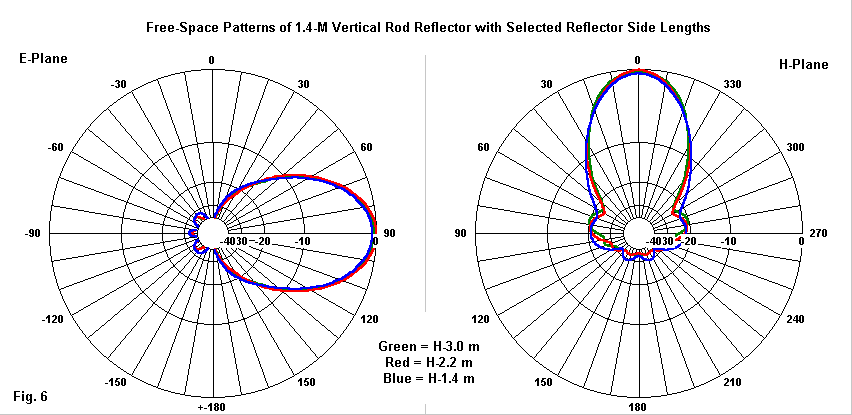 Free-Space Patterns of 1.4-M Vertical Rod Reflector with Selected Reflector Side Lengths
E-Plane
H-Plane
0
-30
30
-60
60
-90
90
-40 30 -20 -10 0
-120
120
-150
150
+-180
0
330
60
300
90
270
-40 30 -20 -10 0
240
150
210
180
Green = H-3.0 m
Red = H-2.2 m
Blue = H-1.4 m
Fig. 6